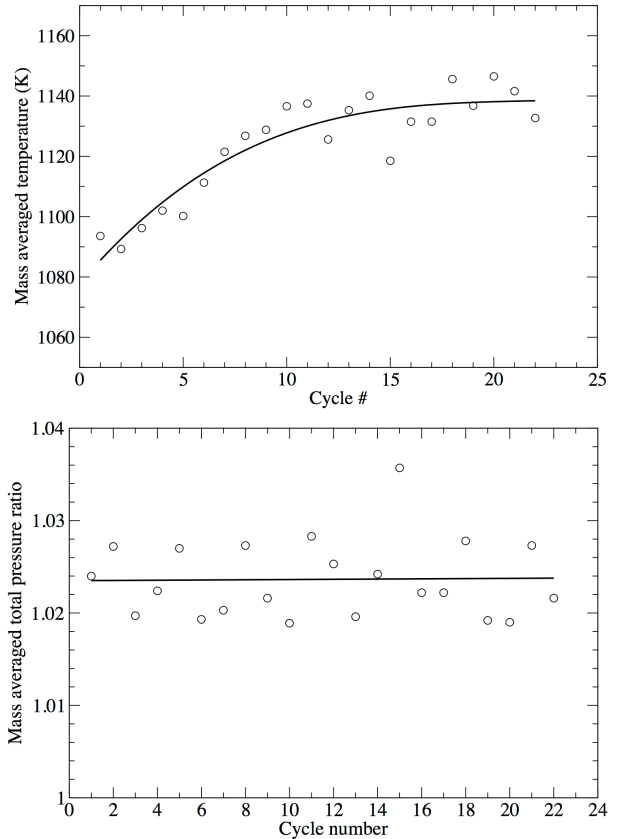 1160
1140
1120
1100
1080
1060
Mass averaged temperature (K)
0 5 10 15 20 25
Cycle #
1.04
1.03
1.02
1.01
1
Mass averaged total pressure ratio
0 2 4 6 8 10 12 14 16 18 20 22 24
Cycle number